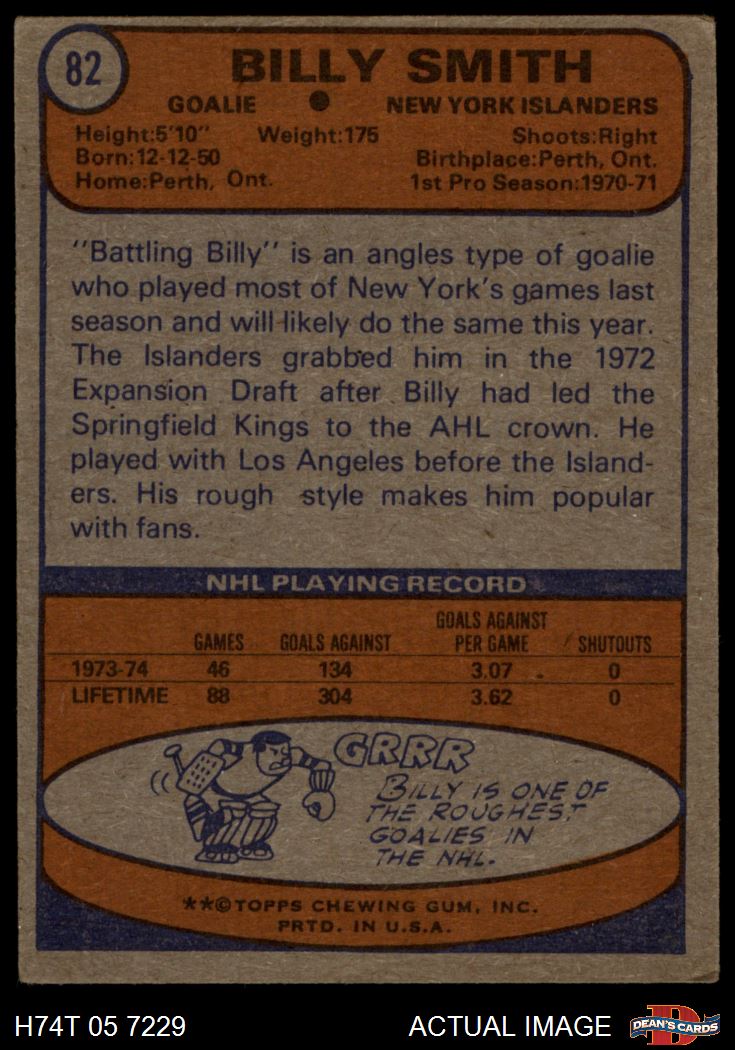 82
BILLY SMITH
GOALIE ● NEW YORK ISLANDERS
Height:5'10" Weight:175 Shoots:Right
Born:12-12-50 Birthplace:Perth, Ont.
Home:Perth, Ont. 1st Pro Season:1970-71
"Battling Billy" is an angles type of goalie
who played most of New York's games last
season and will likely do the same this year.
The Islanders grabbed him in the 1972
Expansion Draft after Billy had led the
Springfield Kings to the AHL crown. He
played with Los Angeles before the Island-
ers. His rough style makes him popular
with fans.
NHL PLAYING RECORD
GAMES GOALS AGAINST GOALS AGAINST PER GAME SHUTOUTS
1973-74 46 134 3.07 0
LIFETIME 88 304 3.62 0
GRRR
BILLY IS ONE OF
THE ROUGHEST
GOALIES IN
THE NHL.
**©TOPPS CHEWING GUM, INC.
PRTD. IN U.S.A.
H74T 05 7229 ACTUAL IMAGE
D
DEAN'S CARDS